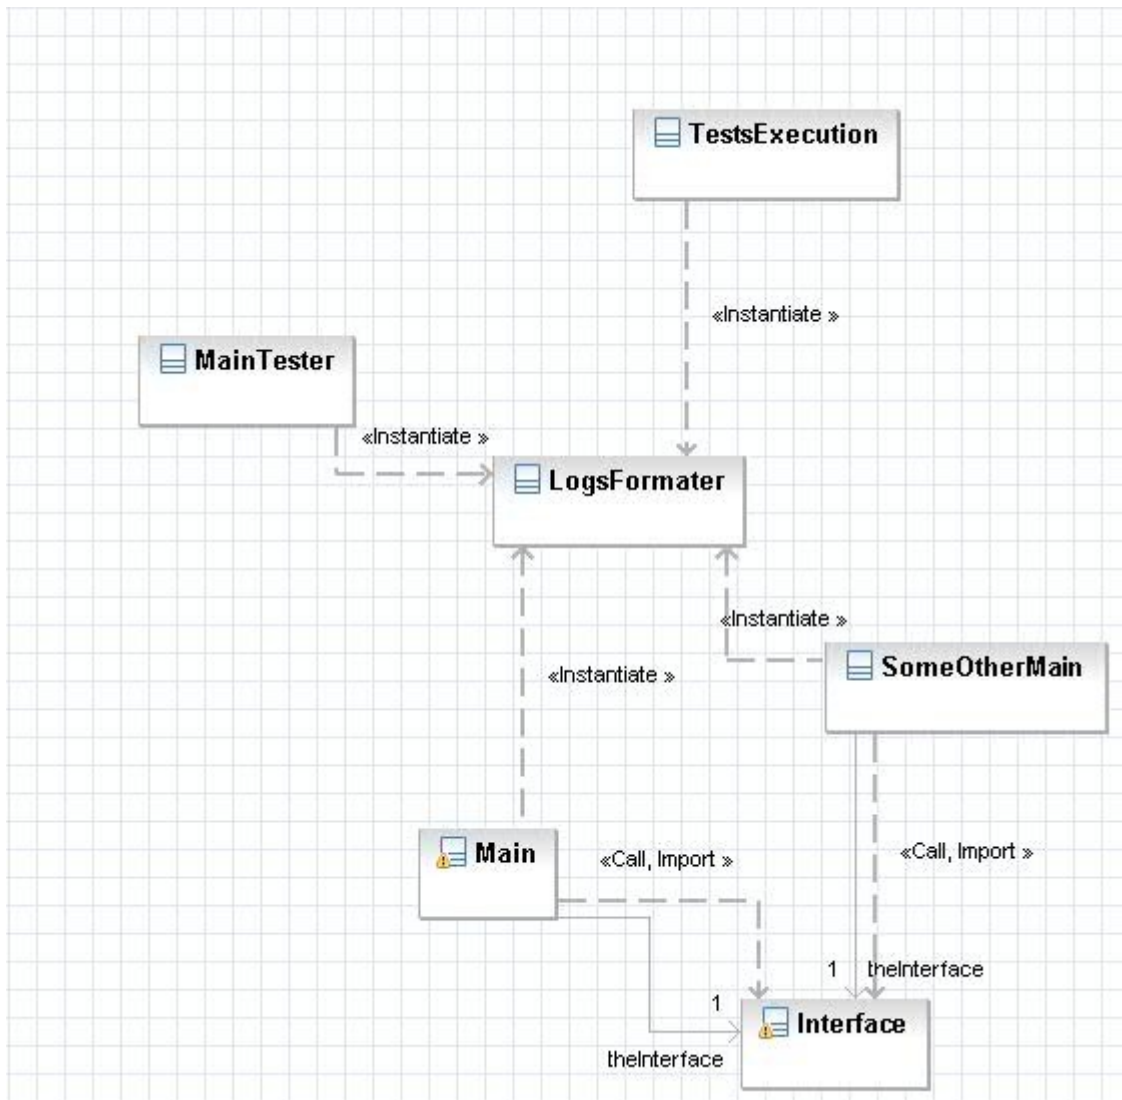 TestsExecution
«Instantiate »
MainTester
«Instantiate »
LogsFormater
«Instantiate »
SomeOtherMain
«Instantiate »
Main
«Call, Import »
«Call, Import »
1
theInterface
1
Interface
theInterface